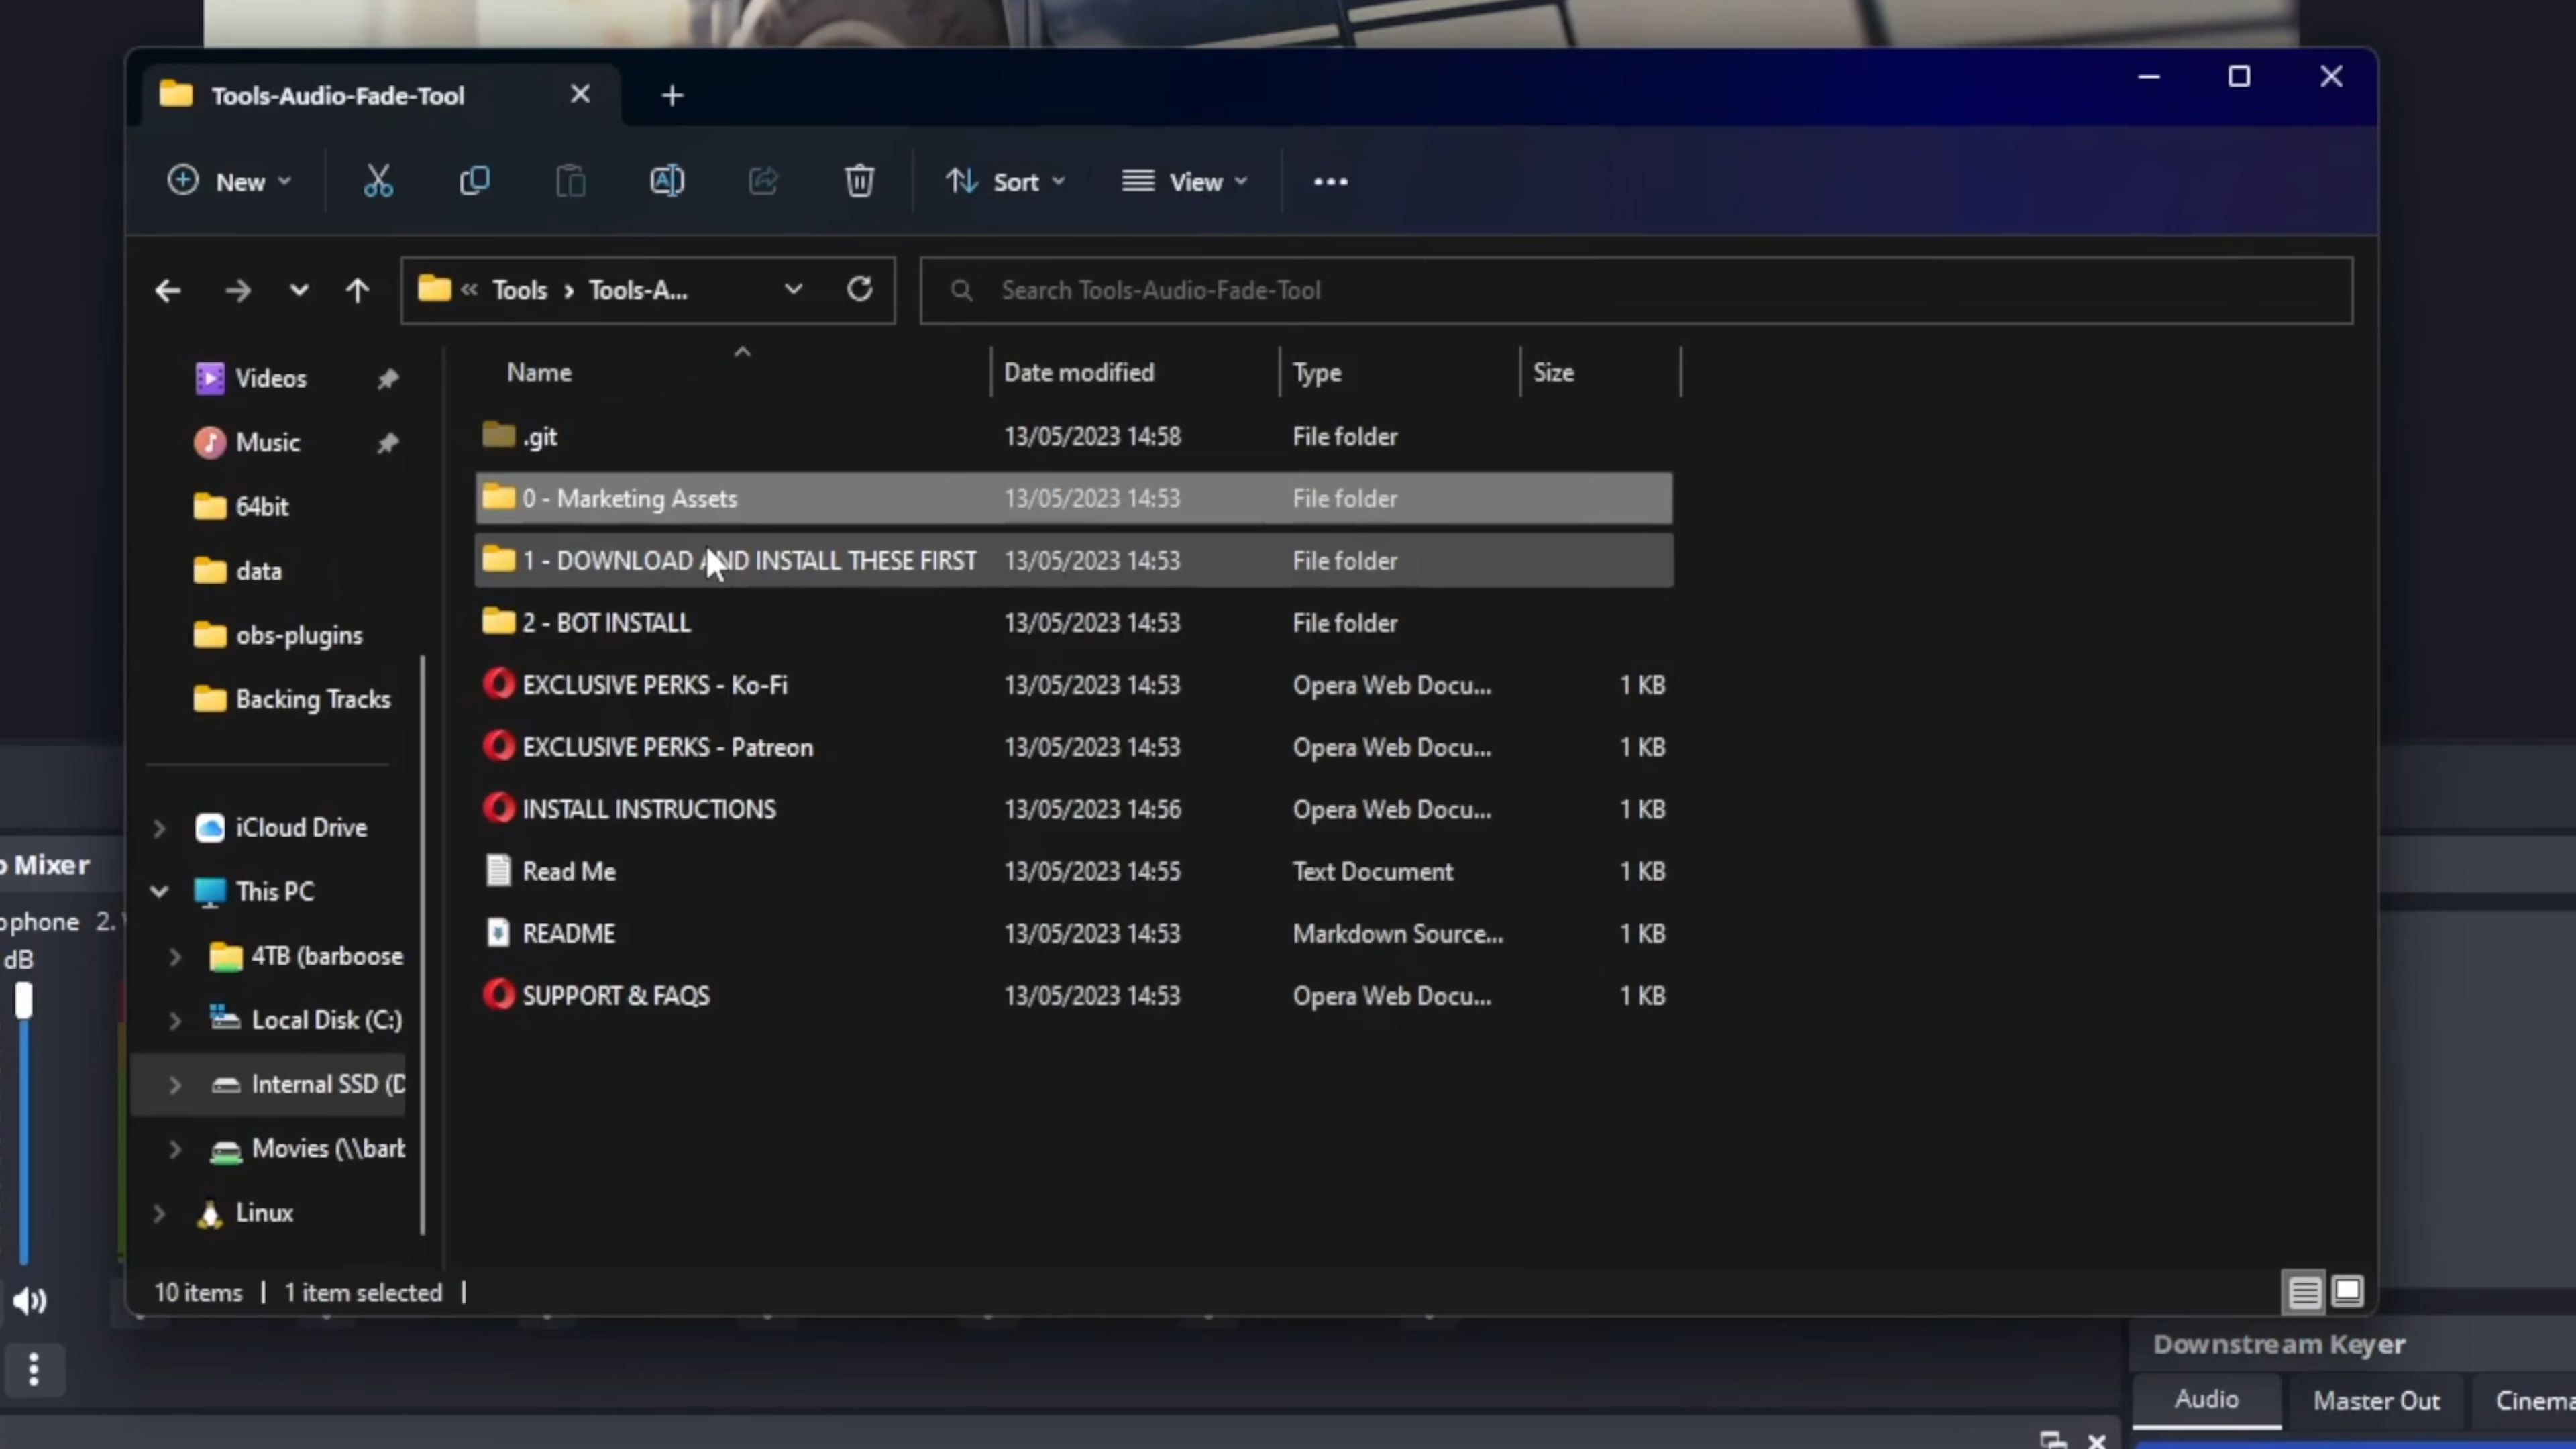 Tools-Audio-Fade-Tool
New
Sort
View
Tools › Tools-A...
Search Tools-Audio-Fade-Tool
Name Date modified Type Size
Videos
Music
64bit
data
obs-plugins
Backing Tracks
iCloud Drive
This PC
4TB (barboose
Local Disk (C:)
Internal SSD (D
Movies (\\barb
Linux
.git 13/05/2023 14:58 File folder
0 - Marketing Assets 13/05/2023 14:53 File folder
1 - DOWNLOAD AND INSTALL THESE FIRST 13/05/2023 14:53 File folder
2 - BOT INSTALL 13/05/2023 14:53 File folder
EXCLUSIVE PERKS - Ko-Fi 13/05/2023 14:53 Opera Web Docu... 1 KB
EXCLUSIVE PERKS - Patreon 13/05/2023 14:53 Opera Web Docu... 1 KB
INSTALL INSTRUCTIONS 13/05/2023 14:56 Opera Web Docu... 1 KB
Read Me 13/05/2023 14:55 Text Document 1 KB
README 13/05/2023 14:53 Markdown Source... 1 KB
SUPPORT & FAQS 13/05/2023 14:53 Opera Web Docu... 1 KB
10 items | 1 item selected |
o Mixer
ophone 2.
dB
Downstream Keyer
Audio Master Out Cinema